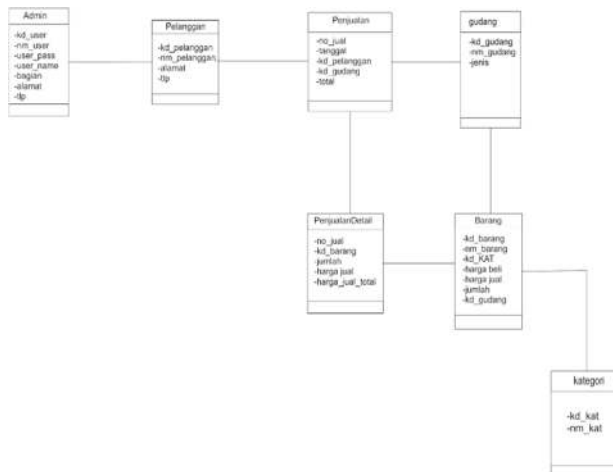 Admin
-kd_user
-nm_user
-user_pass
-user_name
-bagian
-alamat
-tlp
Pelanggan
-kd_pelanggan
-nm_pelanggan
-alamat
-tlp
Penjualan
-no_jual
-tanggal
-kd_pelanggan
-kd_gudang
-total
gudang
-kd_gudang
-nm_gudang
-jenis
PenjualanDetail
-no_jual
-kd_barang
-jumlah
-harga jual
-harga_jual_total
Barang
-kd_barang
-nm_barang
-kd_KAT
-harga beli
-harga jual
-jumlah
-kd_gudang
kategori
-kd_kat
-nm_kat